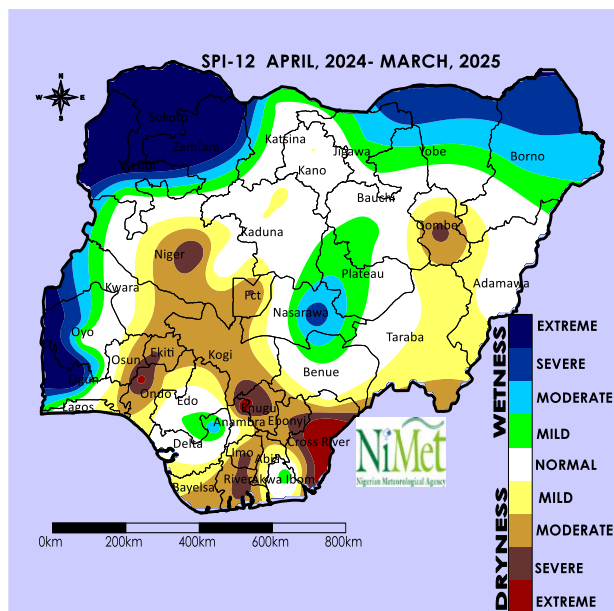 SPI-12 APRIL, 2024- MARCH, 2025
N
W E
S
Sokoto
Zamfara
Katsina
Jigawa
Yobe
Borno
Kano
Bauchi
Gombe
Kaduna
Niger
Plateau
Adamawa
Kwara
Fct
Nasarawa
Oyo
Taraba
Osun
Ekiti
Kogi
Benue
Ogun
Ondo
Edo
Enugu
Lagos
Anambra
Ebonyi
Delta
Cross River
Imo
Abia
Bayelsa
Rivers
Akwa Ibom
NiMet
Nigerian Meteorological Agency
WETNESS
EXTREME
SEVERE
MODERATE
MILD
NORMAL
DRYNESS
MILD
MODERATE
SEVERE
EXTREME
0km 200km 400km 600km 800km